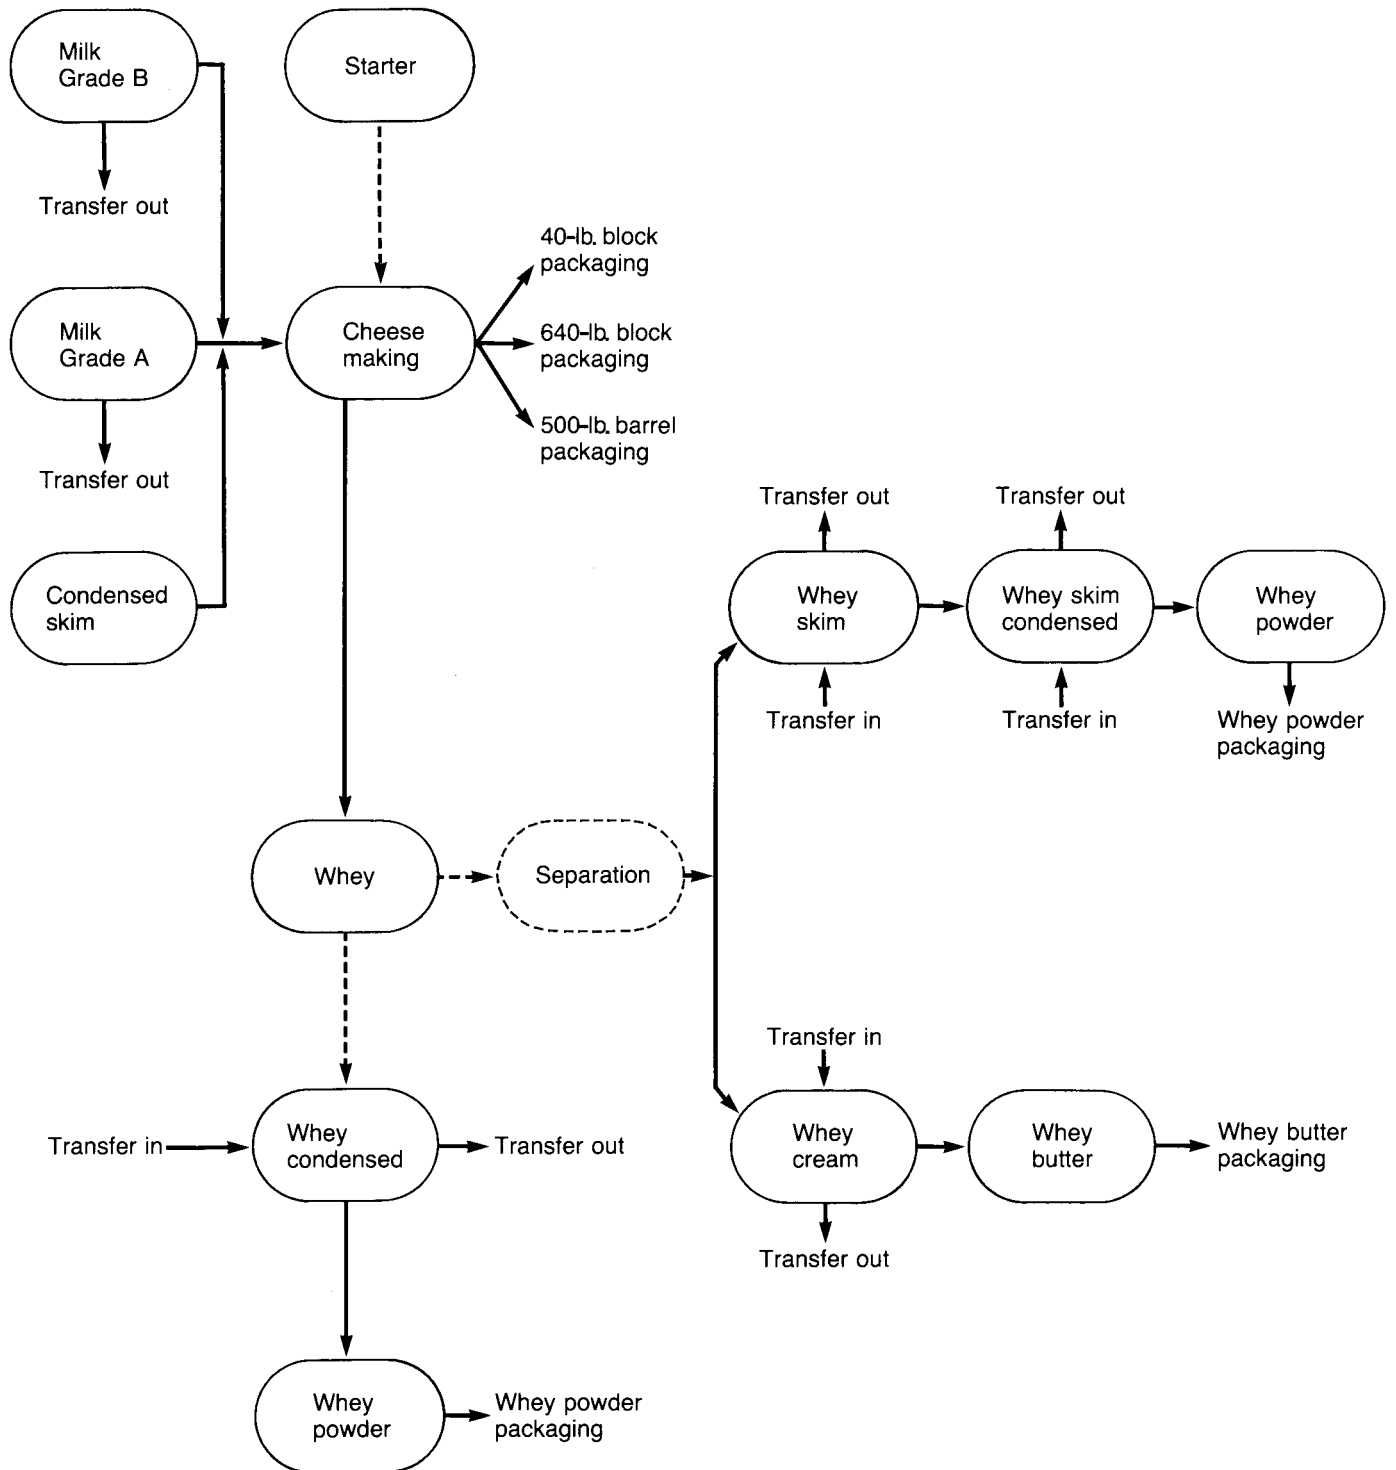 Milk
Grade B
Starter
Transfer out
40-lb. block
packaging
Milk
Grade A
Cheese
making
640-lb. block
packaging
500-lb. barrel
packaging
Transfer out
Condensed
skim
Transfer out
Transfer out
Whey
skim
Whey skim
condensed
Whey
powder
Transfer in
Transfer in
Whey powder
packaging
Whey
Separation
Transfer in
Transfer in
Whey
condensed
Transfer out
Whey
cream
Whey
butter
Whey butter
packaging
Transfer out
Whey
powder
Whey powder
packaging